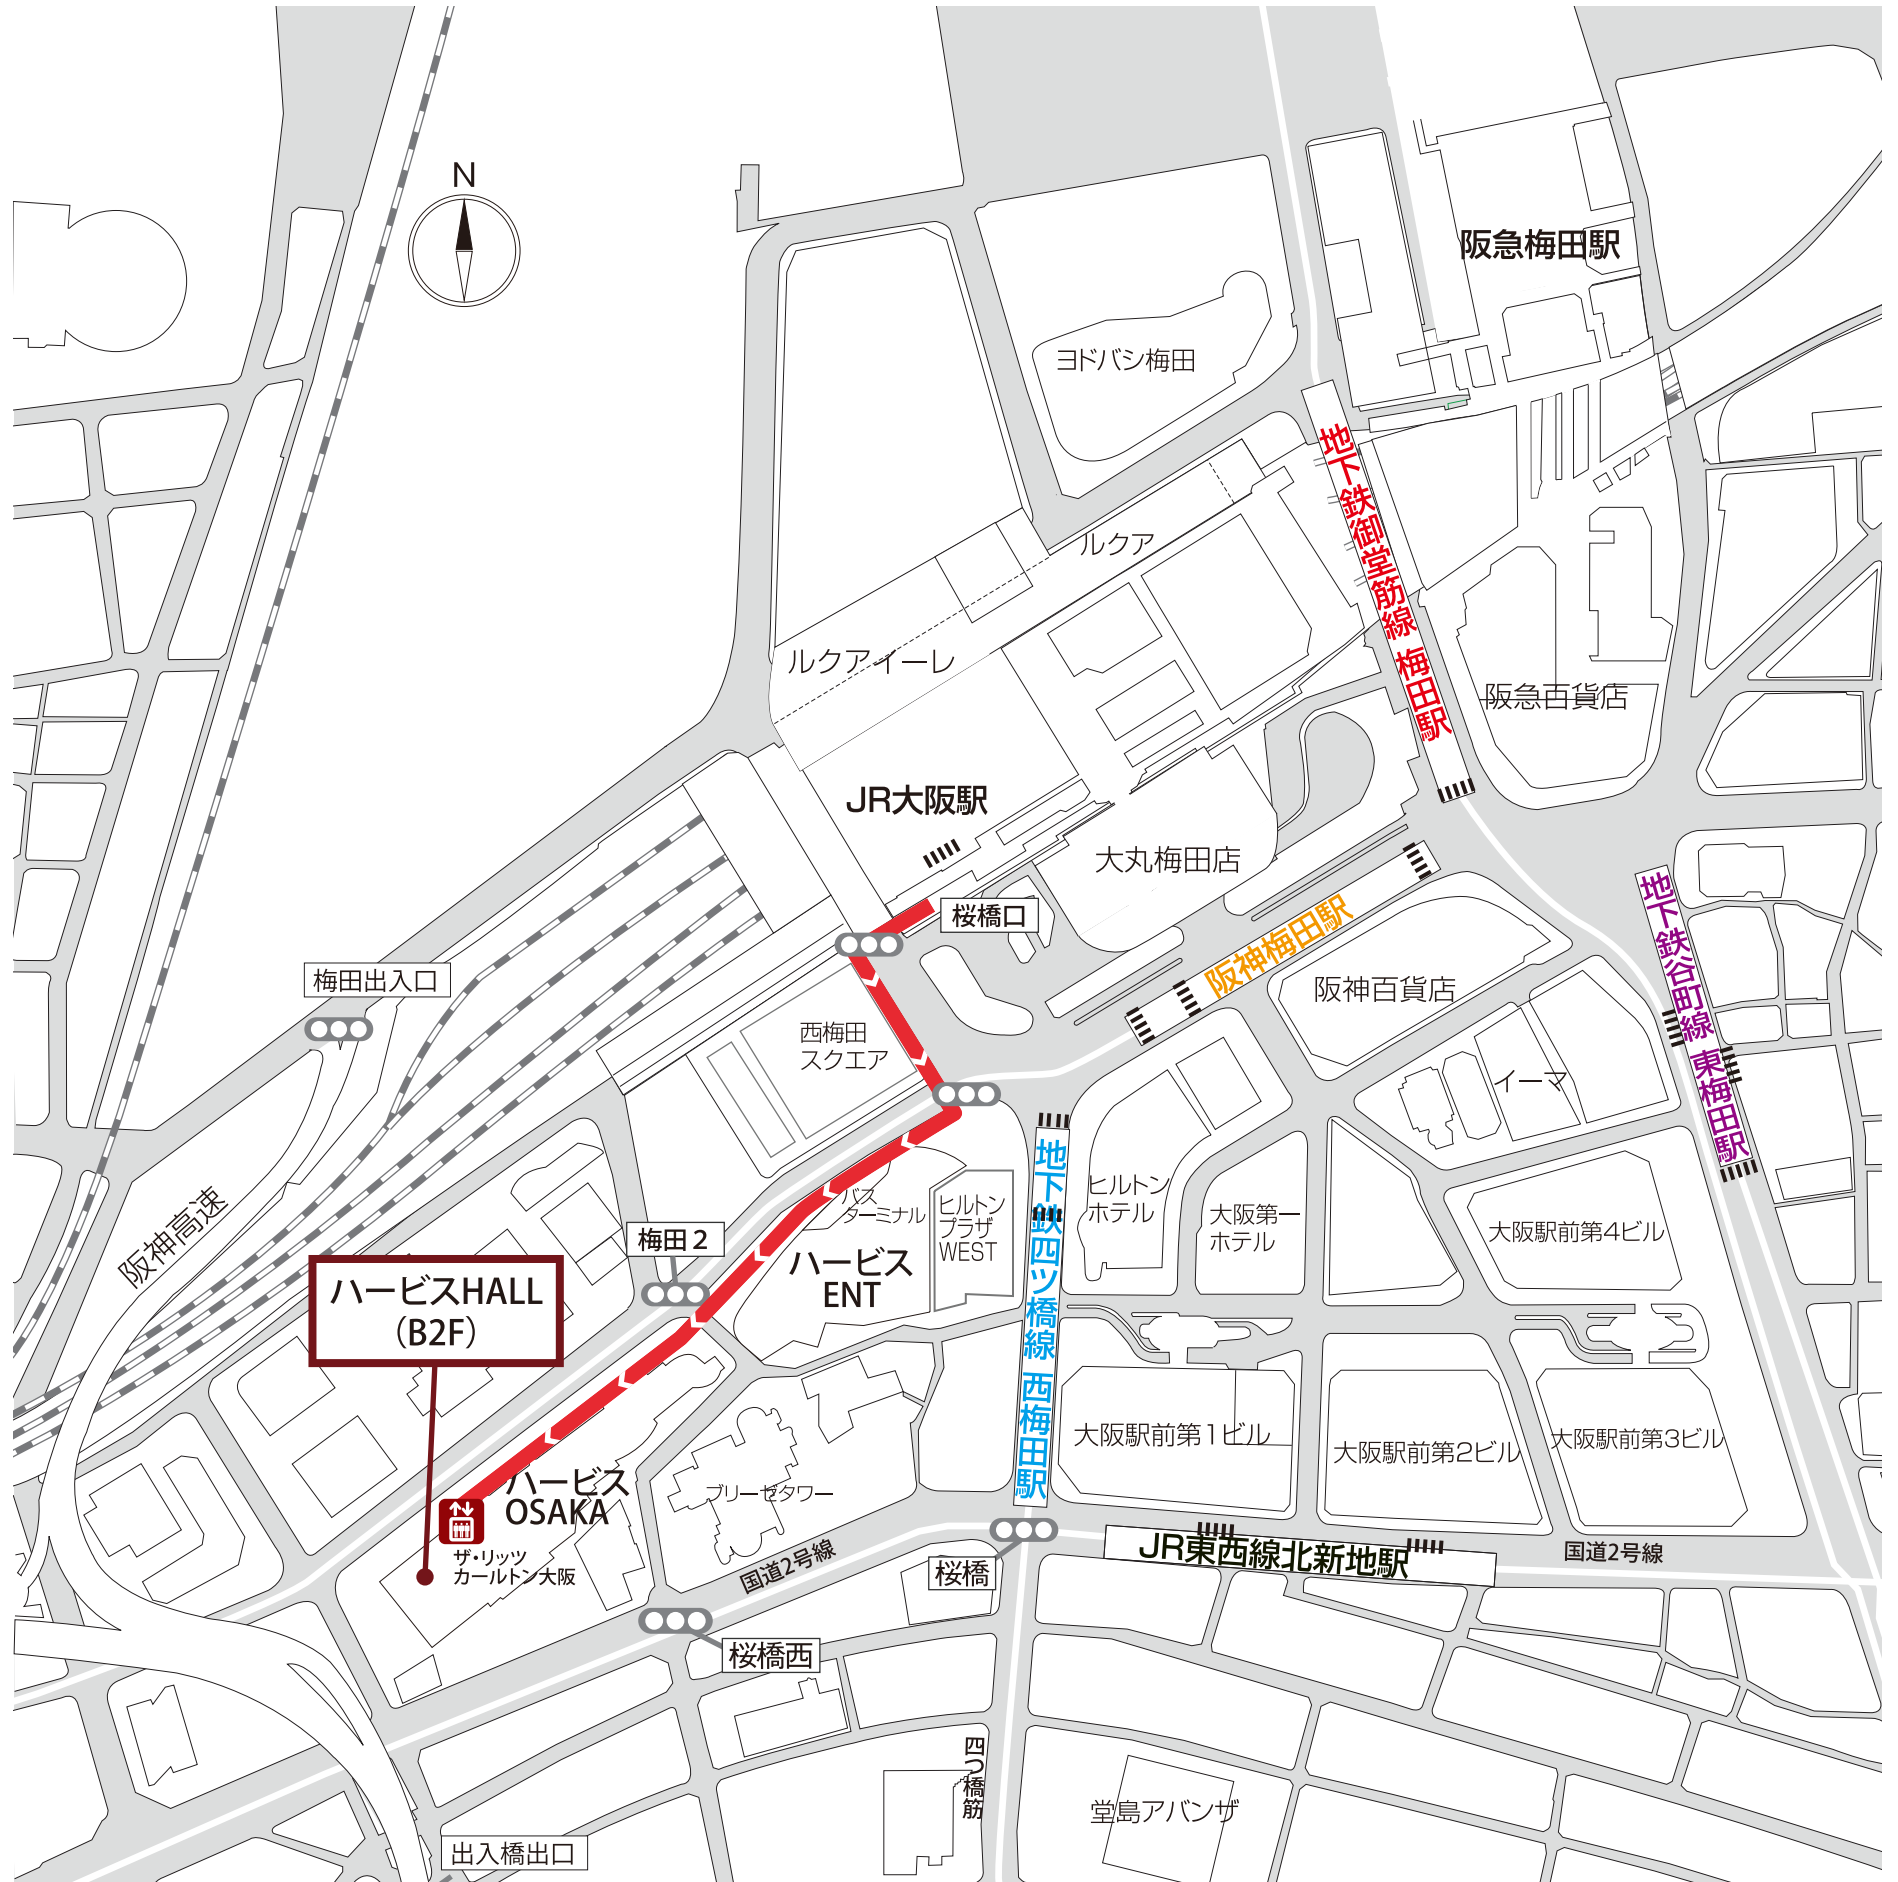 N
阪急梅田駅
ヨドバシ梅田
地下鉄御堂筋線 梅田駅
ルクア
ルクアイーレ
阪急百貨店
JR大阪駅
大丸梅田店
桜橋口
阪神梅田駅
地下鉄谷町線 東梅田駅
梅田出入口
阪神百貨店
西梅田
スクエア
イーマ
地下鉄四ツ橋線 西梅田駅
ヒルトン
ホテル
バス
ターミナル
ヒルトン
プラザ
WEST
大阪第一
ホテル
大阪駅前第4ビル
阪神高速
梅田2
ハービス
ENT
ハービスHALL
(B2F)
大阪駅前第1ビル
大阪駅前第2ビル
大阪駅前第3ビル
ハービス
OSAKA
ブリーゼタワー
ザ・リッツ
カールトン大阪
国道2号線
桜橋
JR東西線北新地駅
国道2号線
桜橋西
四つ橋筋
堂島アバンザ
出入橋出口